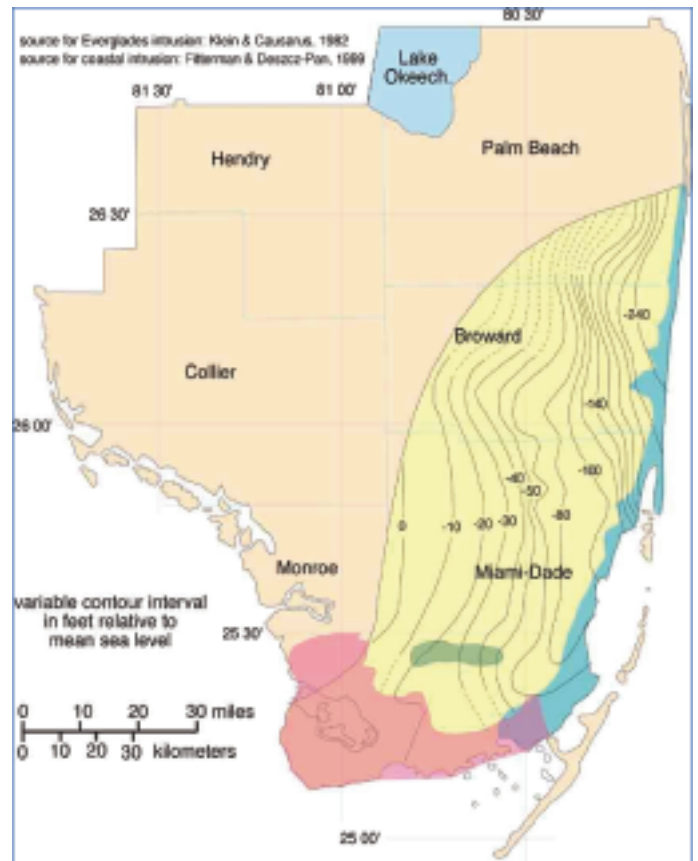 80 30'
source for Everglades intrusion: Klein & Causarus, 1982
source for coastal intrusion: Fitterman & Deszcz-Pan, 1999
Lake
Okeech.
81 30'
81 00'
Hendry
Palm Beach
26 30'
-240
Broward
Collier
-140
26 00'
-100
-40
-50
0
-10
-20
-30
-80
Monroe
Miami-Dade
variable contour interval
in feet relative to
mean sea level
25 30'
0 10 20 30 miles
0 10 20 30 kilometers
25 00'